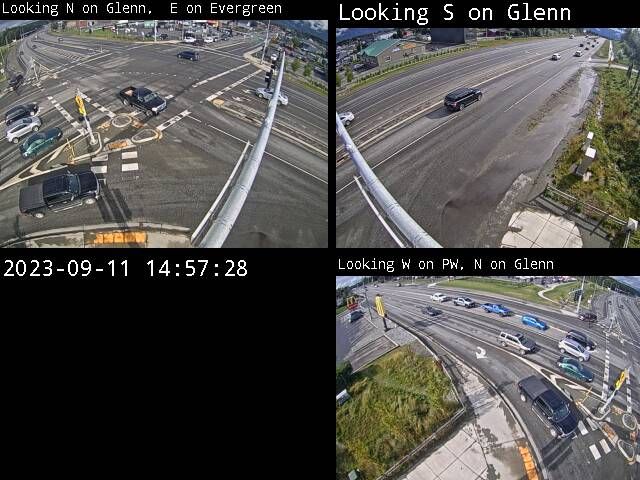 Looking N on Glenn,  E on Evergreen
Looking S on Glenn
2023-09-11 14:57:28
Looking W on PW, N on Glenn